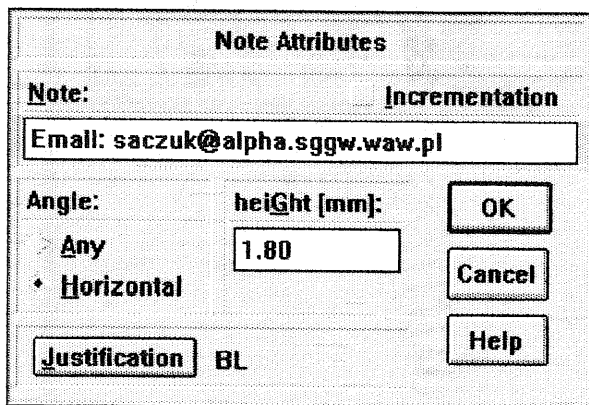 Note Attributes
Note: Incrementation
Email: saczuk@alpha.sggw.waw.pl
Angle: heiGht [mm]: OK
Any 1.80
Horizontal Cancel
Justification BL Help